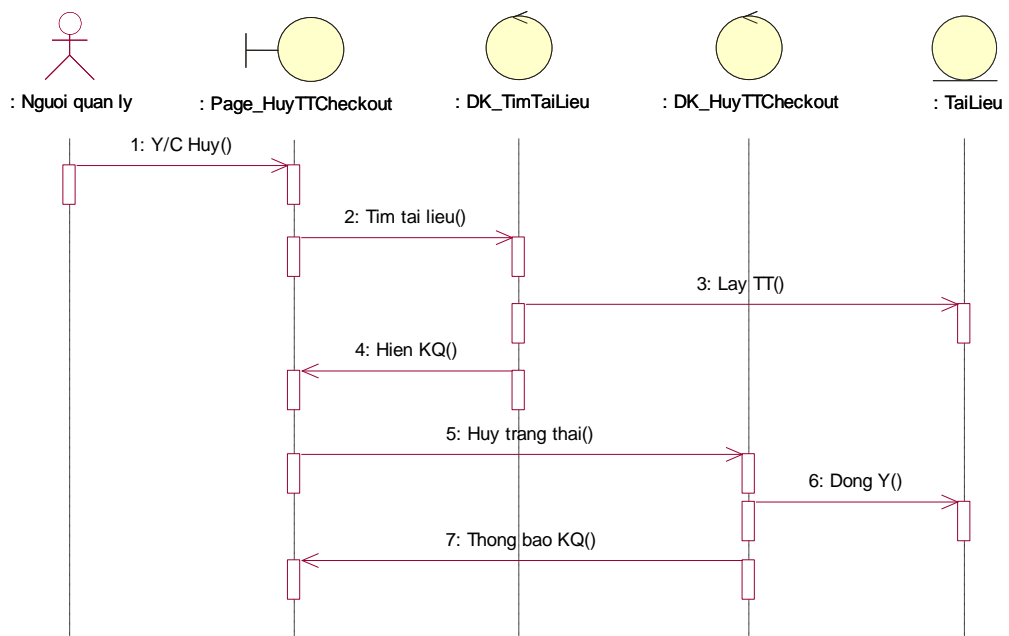 : Nguoi quan ly
: Page_HuyTTCheckout
: DK_TimTaiLieu
: DK_HuyTTCheckout
: TaiLieu
1: Y/C Huy()
2: Tim tai lieu()
3: Lay TT()
4: Hien KQ()
5: Huy trang thai()
6: Dong Y()
7: Thong bao KQ()